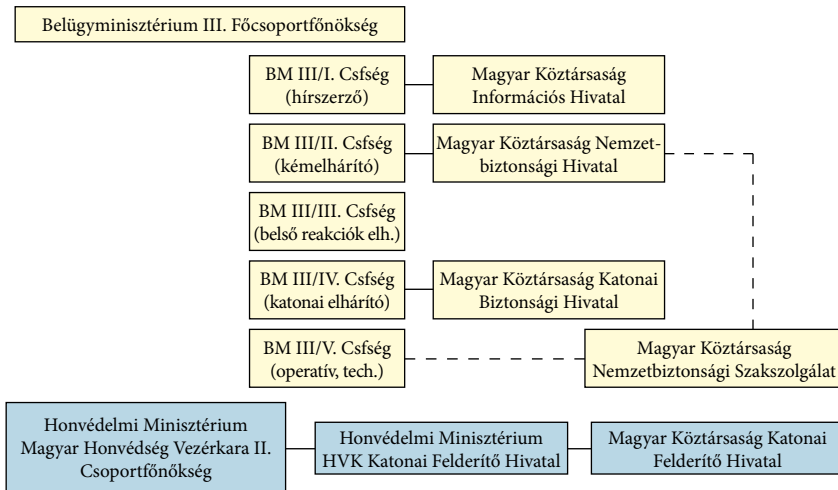 Belügyminisztérium III. Főcsoportfőnökség
BM III/I. Csfség
(hírszerző)
Magyar Köztársaság
Információs Hivatal
BM III/II. Csfség
(kémelhárító)
Magyar Köztársaság Nemzet-
biztonsági Hivatal
BM III/III. Csfség
(belső reakciók elh.)
BM III/IV. Csfség
(katonai elhárító)
Magyar Köztársaság Katonai
Biztonsági Hivatal
BM III/V. Csfség
(operatív, tech.)
Magyar Köztársaság
Nemzetbiztonsági Szakszolgálat
Honvédelmi Minisztérium
Magyar Honvédség Vezérkara II.
Csoportfőnökség
Honvédelmi Minisztérium
HVK Katonai Felderítő Hivatal
Magyar Köztársaság Katonai
Felderítő Hivatal